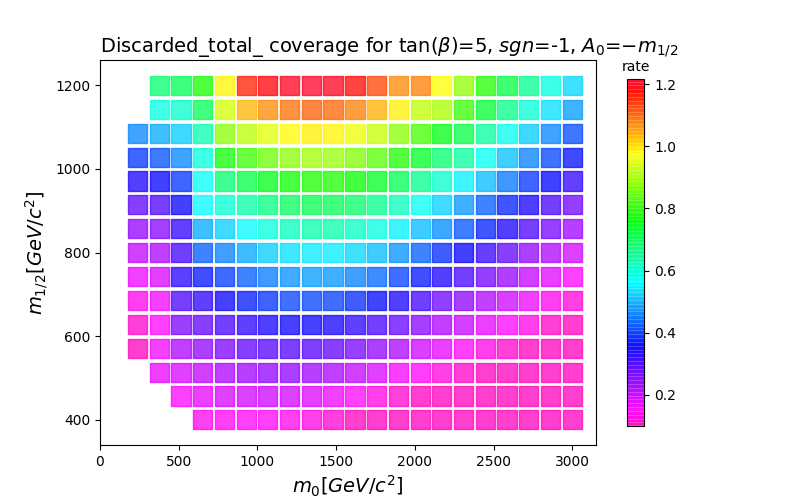 Discarded_total_ coverage for tan(β)=5, sgn=-1, A₀=−m₁/₂
rate
1200
1000
800
600
400
m₁/₂[GeV/c²]
0 500 1000 1500 2000 2500 3000
m₀[GeV/c²]
1.2
1.0
0.8
0.6
0.4
0.2